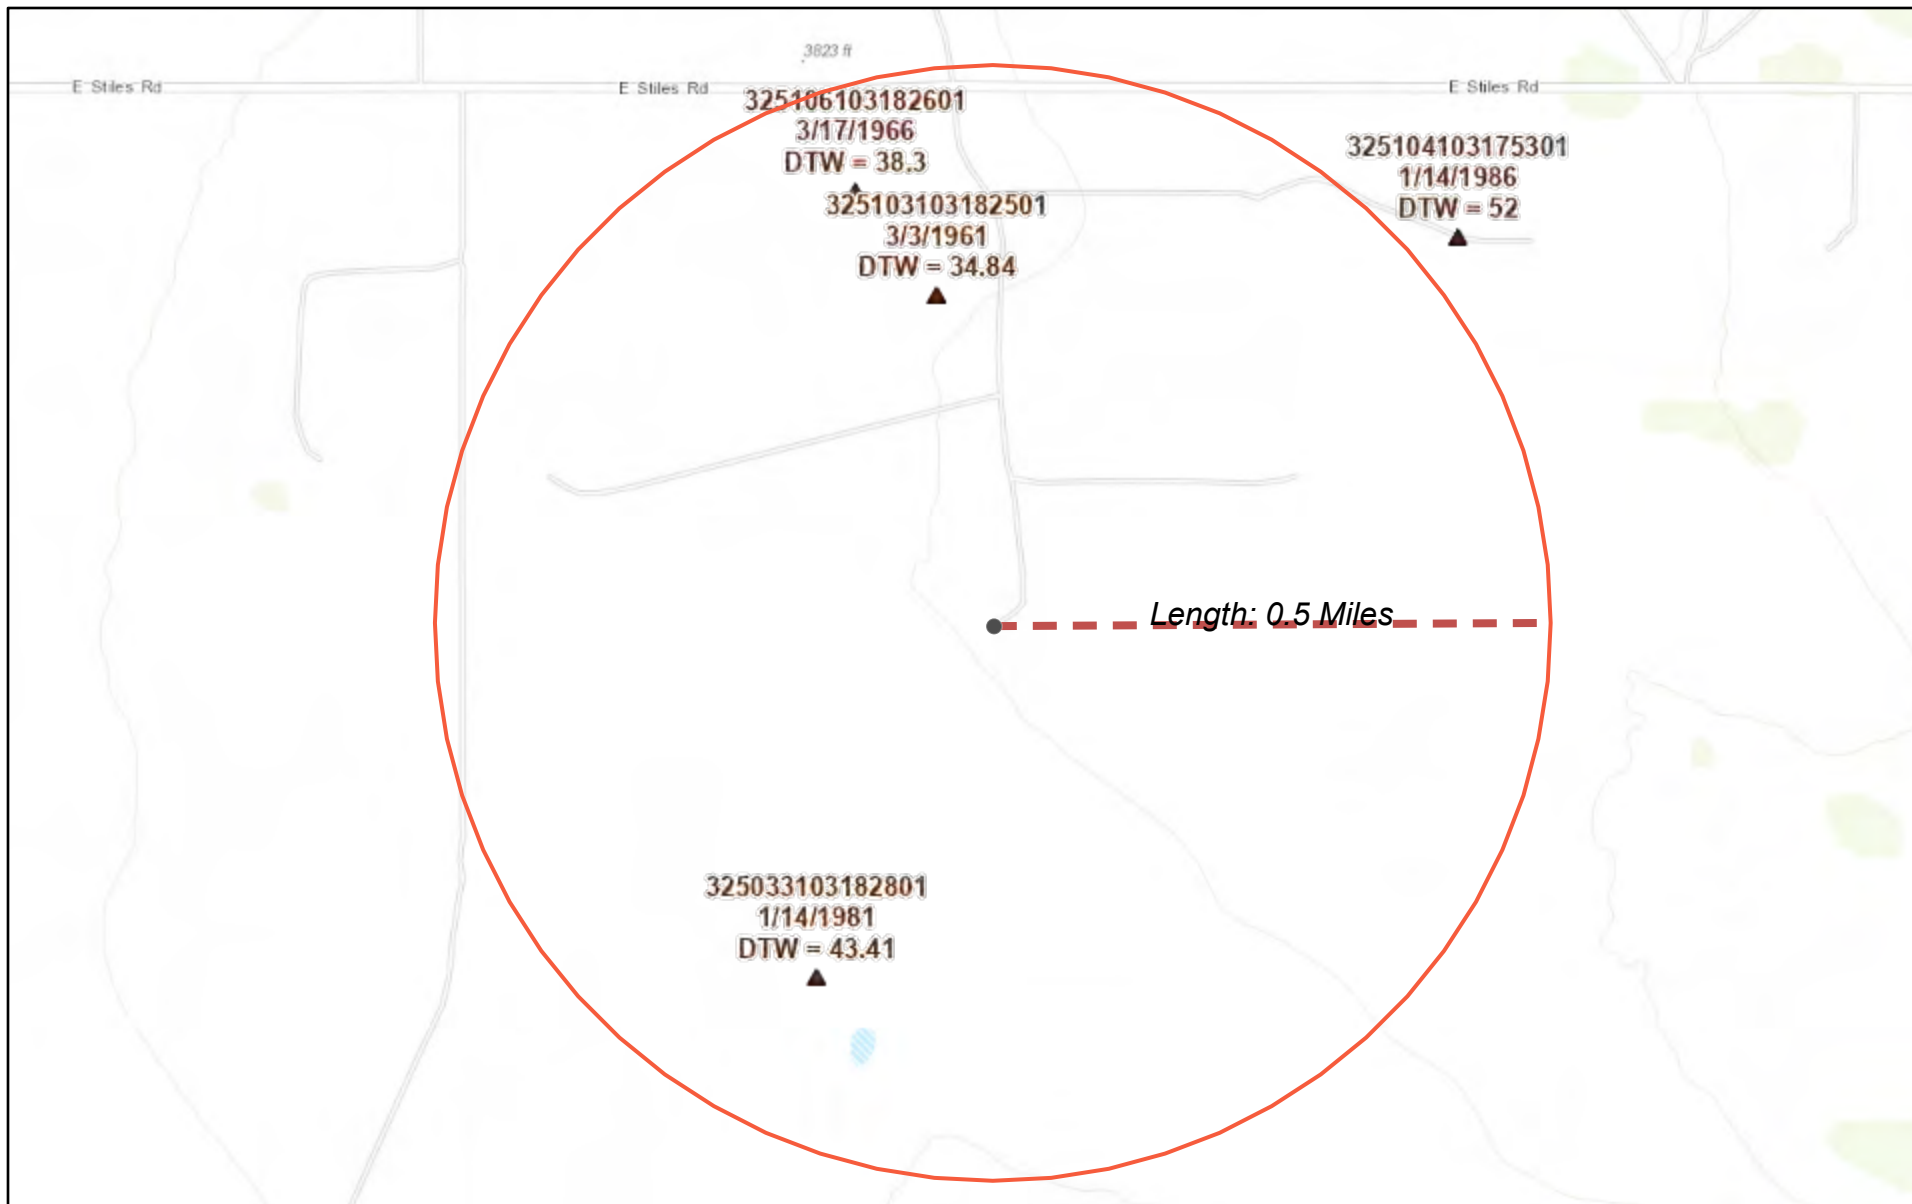 3823 ft
E Stiles Rd
E Stiles Rd
E Stiles Rd
325106103182601
3/17/1966
DTW = 38.3
325104103175301
1/14/1986
DTW = 52
325103103182501
3/3/1961
DTW = 34.84
Length: 0.5 Miles
325033103182801
1/14/1981
DTW = 43.41